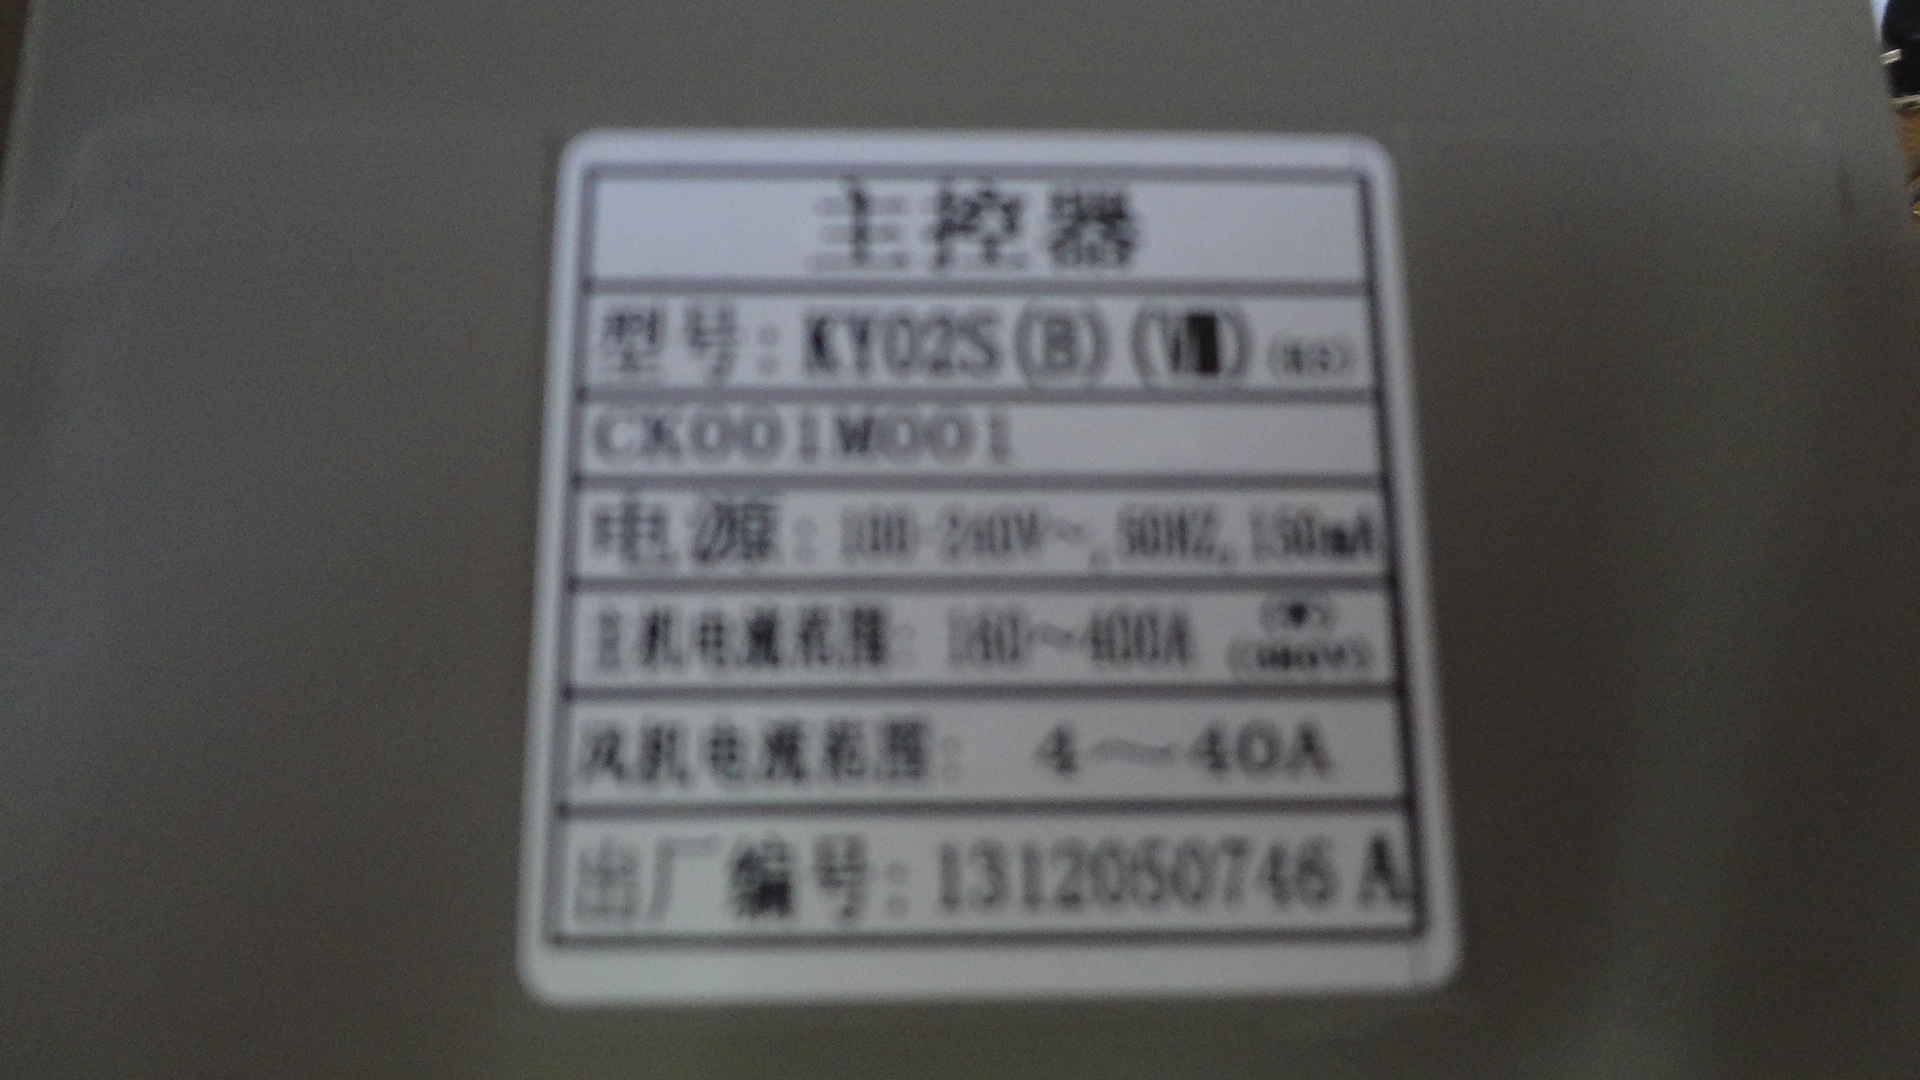 主控器
型号: KY02S(B)(V
CK001W001
电源: 100-240V~,50HZ,150mA
主机电流范围: 160~400A
风机电流范围: 4~40A
出厂编号: 1312050746 A